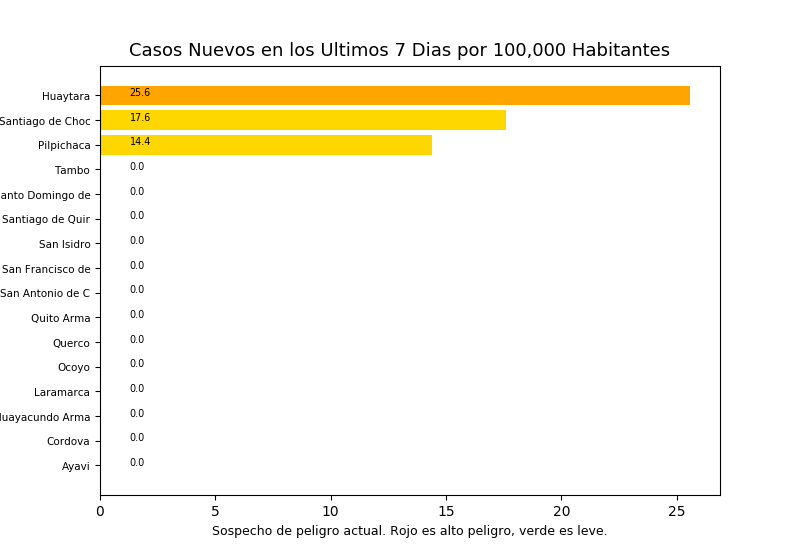 Casos Nuevos en los Ultimos 7 Dias por 100,000 Habitantes
Huaytara 25.6
Santiago de Choc 17.6
Pilpichaca 14.4
Tambo 0.0
anto Domingo de 0.0
Santiago de Quir 0.0
San Isidro 0.0
San Francisco de 0.0
San Antonio de C 0.0
Quito Arma 0.0
Querco 0.0
Ocoyo 0.0
Laramarca 0.0
Huayacundo Arma 0.0
Cordova 0.0
Ayavi 0.0
0 5 10 15 20 25
Sospecho de peligro actual. Rojo es alto peligro, verde es leve.